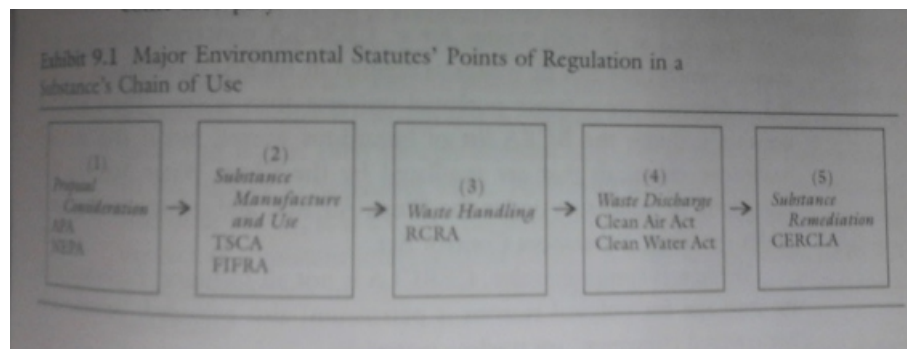 Exhibit 9.1 Major Environmental Statutes' Points of Regulation in a
Substance's Chain of Use
(1)
Proposal
Consideration
APA
NEPA
(2)
Substance
Manufacture
and Use
TSCA
FIFRA
(3)
Waste Handling
RCRA
(4)
Waste Discharge
Clean Air Act
Clean Water Act
(5)
Substance
Remediation
CERCLA